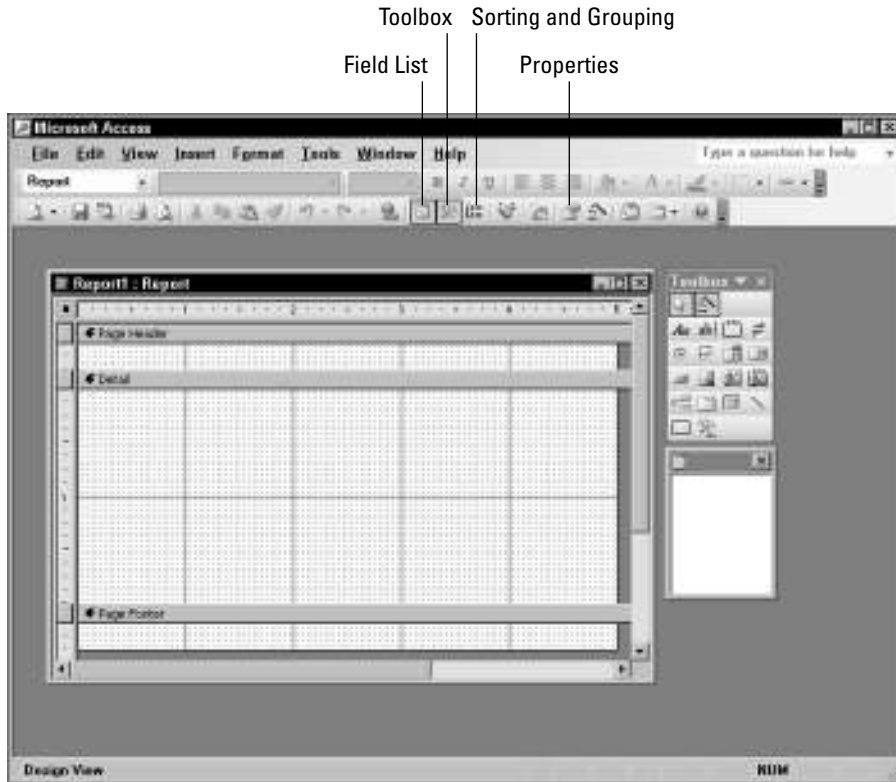 Toolbox Sorting and Grouping
Field List Properties
Microsoft Access
File Edit View Insert Format Tools Window Help Type a question for help
Report
Report1 : Report
Toolbox
Page Header
Detail
Page Footer
Design View NUM